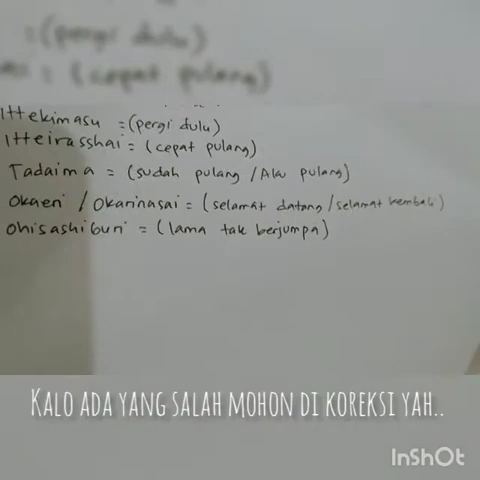 =(pergi dulu)
= (cepat pulang)
Ittekimasu =(pergi dulu)
Itteirasshai = (cepat pulang)
Tadaima = (sudah pulang /Aku pulang)
Okaeri / Okarinasai = (selamat datang/selamat kembali)
Ohisashiburi = (lama tak berjumpa)
KALO ADA YANG SALAH MOHON DI KOREKSI YAH..
InShOt